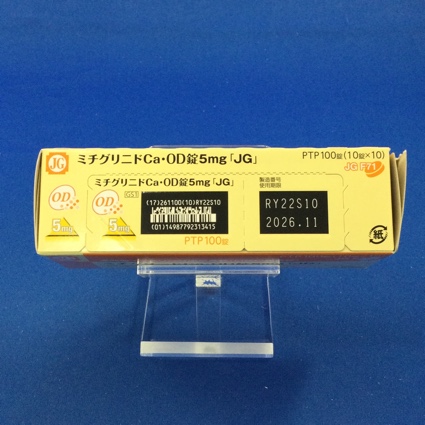 JG
ミチグリニドCa・OD錠5mg「JG」
PTP100錠(10錠×10)
JG F71
OD
5mg
ミチグリニドCa・OD錠5mg「JG」
OD
5mg
GS1
(17)261100(10)RY22S10
(01)14987792313415
PTP100錠
製造番号
使用期限
RY22S10
2026.11
紙